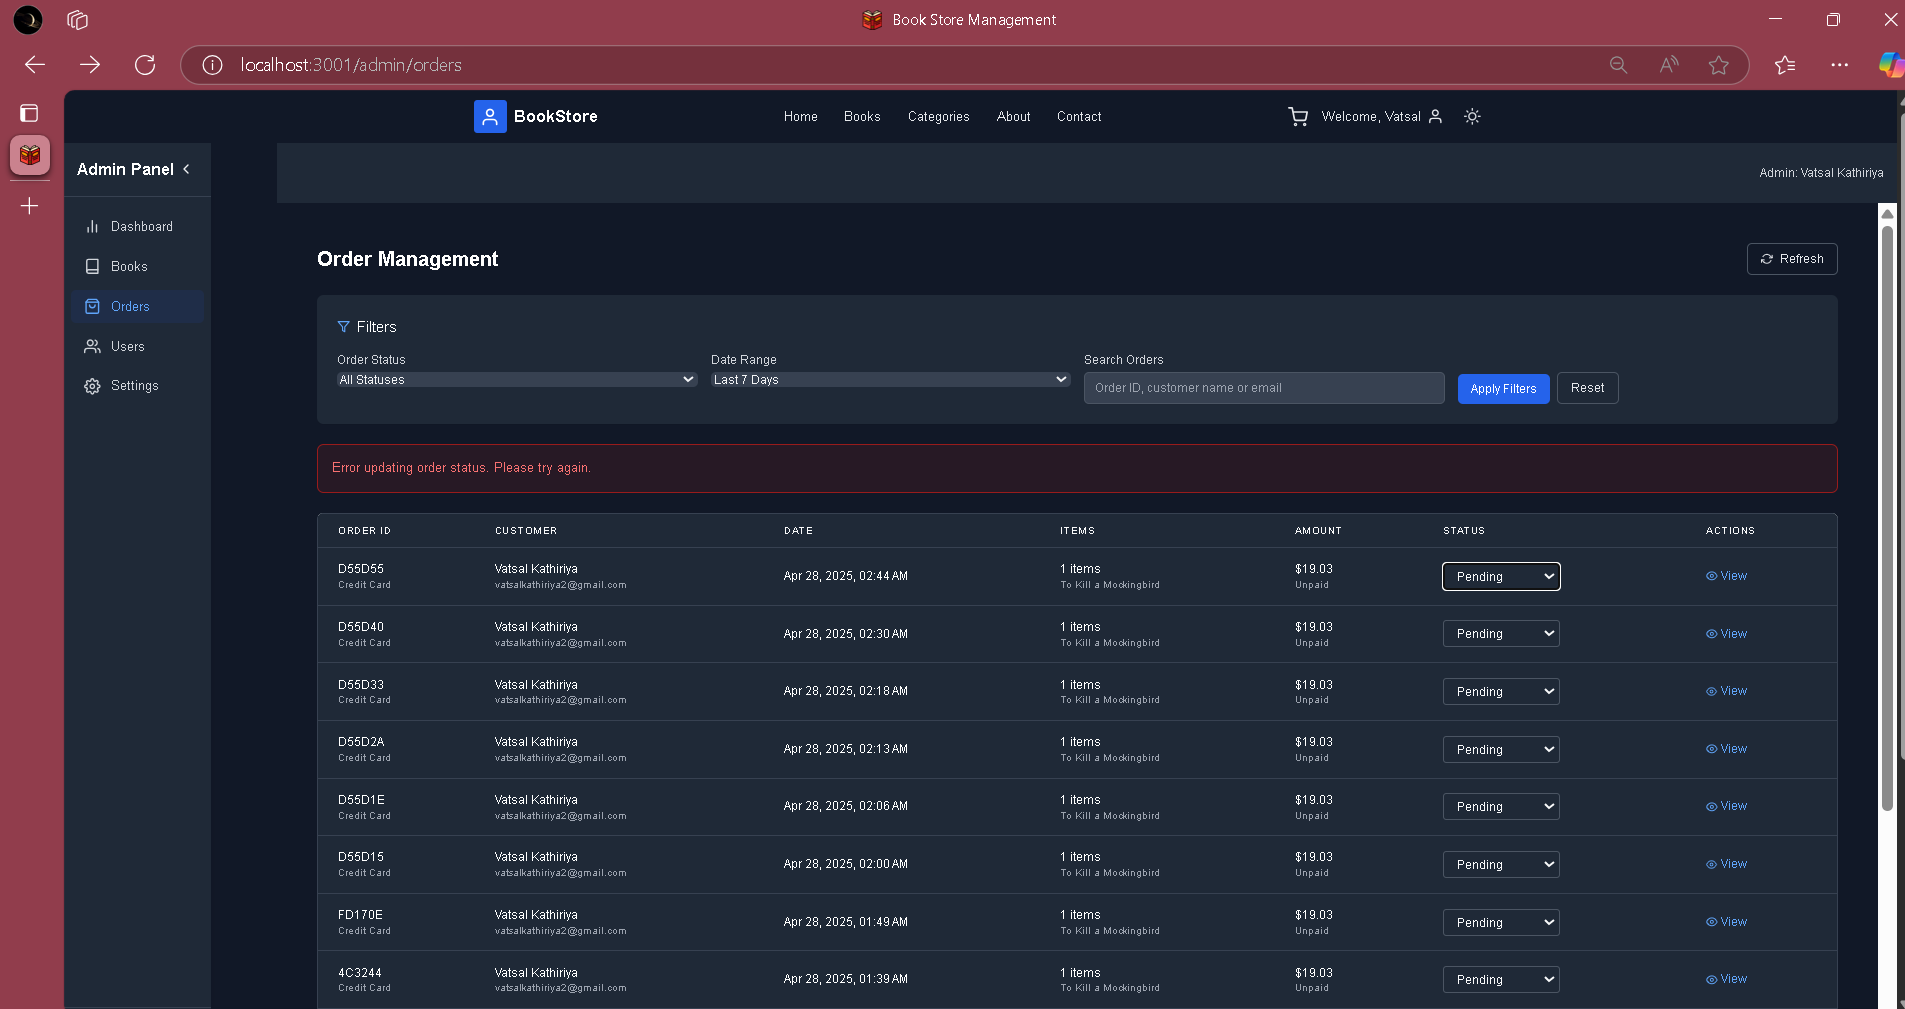 Book Store Management
localhost:3001/admin/orders
BookStore
Home Books Categories About Contact
Welcome, Vatsal
Admin Panel
Admin: Vatsal Kathiriya
Dashboard
Books
Orders
Users
Settings
Order Management
Refresh
Filters
Order Status Date Range Search Orders
All Statuses Last 7 Days Order ID, customer name or email Apply Filters Reset
Error updating order status. Please try again.
ORDER ID CUSTOMER DATE ITEMS AMOUNT STATUS ACTIONS
D55D55 Vatsal Kathiriya Apr 28, 2025, 02:44 AM 1 items $19.03 Pending View
Credit Card vatsalkathiriya2@gmail.com To Kill a Mockingbird Unpaid
D55D40 Vatsal Kathiriya Apr 28, 2025, 02:30 AM 1 items $19.03 Pending View
Credit Card vatsalkathiriya2@gmail.com To Kill a Mockingbird Unpaid
D55D33 Vatsal Kathiriya Apr 28, 2025, 02:18 AM 1 items $19.03 Pending View
Credit Card vatsalkathiriya2@gmail.com To Kill a Mockingbird Unpaid
D55D2A Vatsal Kathiriya Apr 28, 2025, 02:13 AM 1 items $19.03 Pending View
Credit Card vatsalkathiriya2@gmail.com To Kill a Mockingbird Unpaid
D55D1E Vatsal Kathiriya Apr 28, 2025, 02:06 AM 1 items $19.03 Pending View
Credit Card vatsalkathiriya2@gmail.com To Kill a Mockingbird Unpaid
D55D15 Vatsal Kathiriya Apr 28, 2025, 02:00 AM 1 items $19.03 Pending View
Credit Card vatsalkathiriya2@gmail.com To Kill a Mockingbird Unpaid
FD170E Vatsal Kathiriya Apr 28, 2025, 01:49 AM 1 items $19.03 Pending View
Credit Card vatsalkathiriya2@gmail.com To Kill a Mockingbird Unpaid
4C3244 Vatsal Kathiriya Apr 28, 2025, 01:39 AM 1 items $19.03 Pending View
Credit Card vatsalkathiriya2@gmail.com To Kill a Mockingbird Unpaid